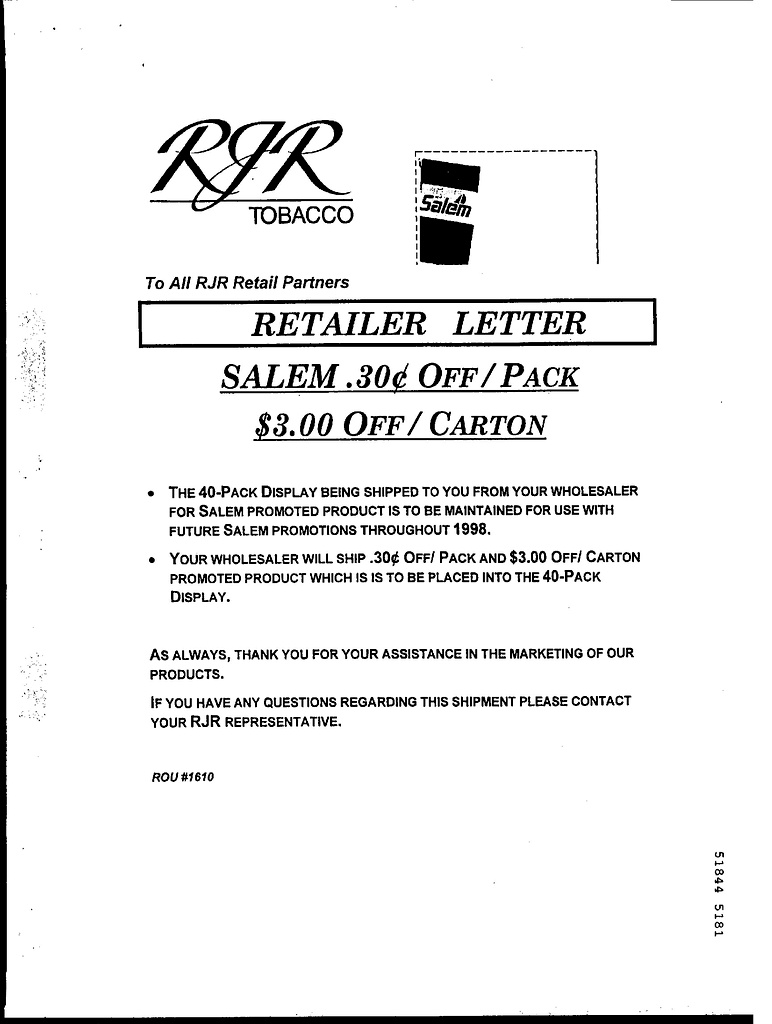 RJR
TOBACCO
Salem
To All RJR Retail Partners
RETAILER LETTER
SALEM .30¢ OFF/PACK
$3.00 OFF/CARTON
• THE 40-PACK DISPLAY BEING SHIPPED TO YOU FROM YOUR WHOLESALER
FOR SALEM PROMOTED PRODUCT IS TO BE MAINTAINED FOR USE WITH
FUTURE SALEM PROMOTIONS THROUGHOUT 1998.
• YOUR WHOLESALER WILL SHIP .30¢ OFF/ PACK AND $3.00 OFF/ CARTON
PROMOTED PRODUCT WHICH IS IS TO BE PLACED INTO THE 40-PACK
DISPLAY.
AS ALWAYS, THANK YOU FOR YOUR ASSISTANCE IN THE MARKETING OF OUR
PRODUCTS.
IF YOU HAVE ANY QUESTIONS REGARDING THIS SHIPMENT PLEASE CONTACT
YOUR RJR REPRESENTATIVE.
ROU #1610
51844 5181